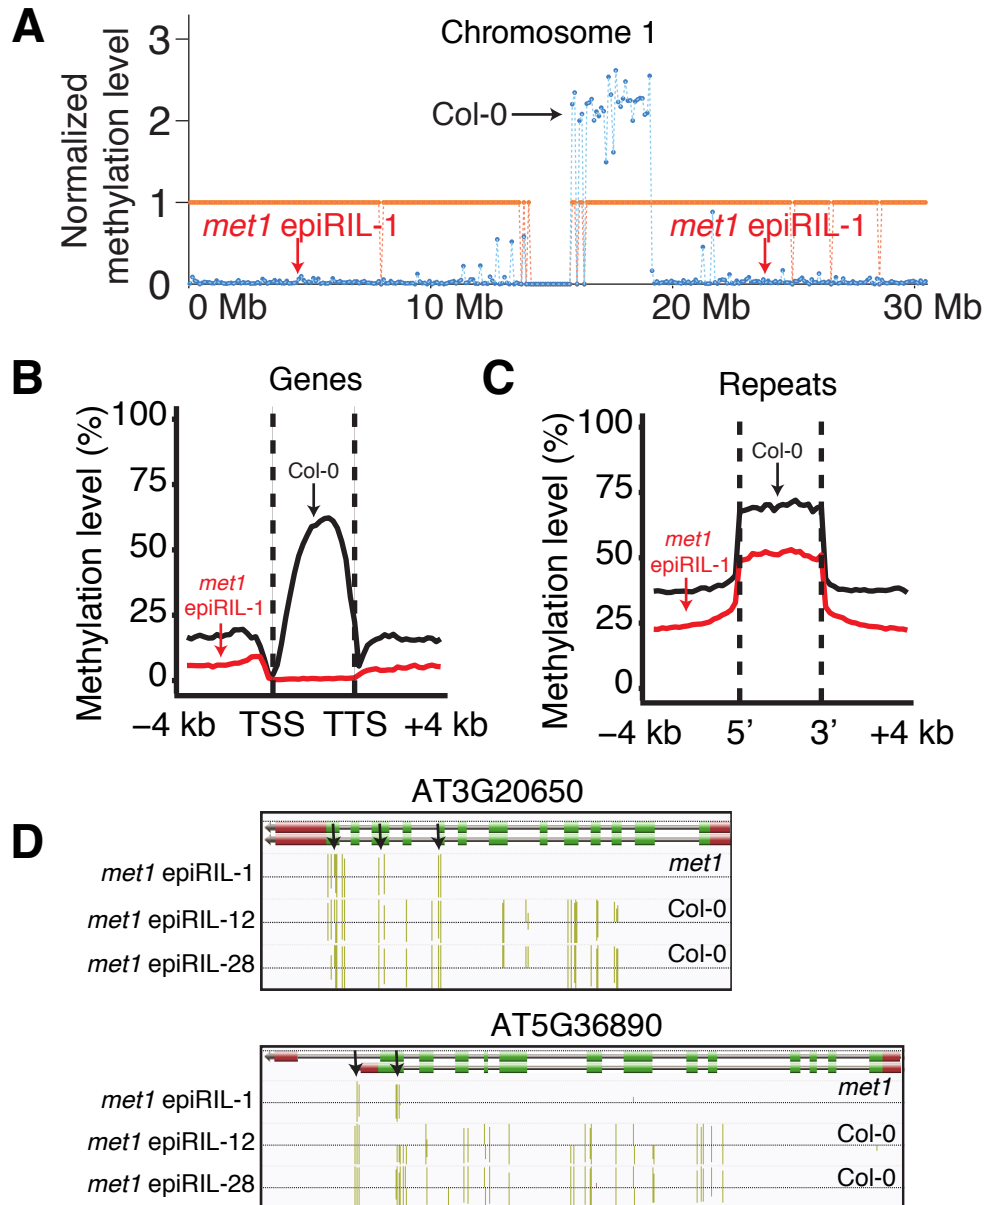 A
Chromosome 1
Normalized
methylation level
3
2
1
0
Col-0
met1 epiRIL-1
met1 epiRIL-1
0 Mb 10 Mb 20 Mb 30 Mb
B
Genes
Methylation level (%)
100
75
50
25
0
Col-0
met1
epiRIL-1
−4 kb TSS TTS +4 kb
C
Repeats
Methylation level (%)
100
75
50
25
0
Col-0
met1
epiRIL-1
−4 kb 5’ 3’ +4 kb
D
AT3G20650
met1 epiRIL-1 met1
met1 epiRIL-12 Col-0
met1 epiRIL-28 Col-0
AT5G36890
met1 epiRIL-1 met1
met1 epiRIL-12 Col-0
met1 epiRIL-28 Col-0